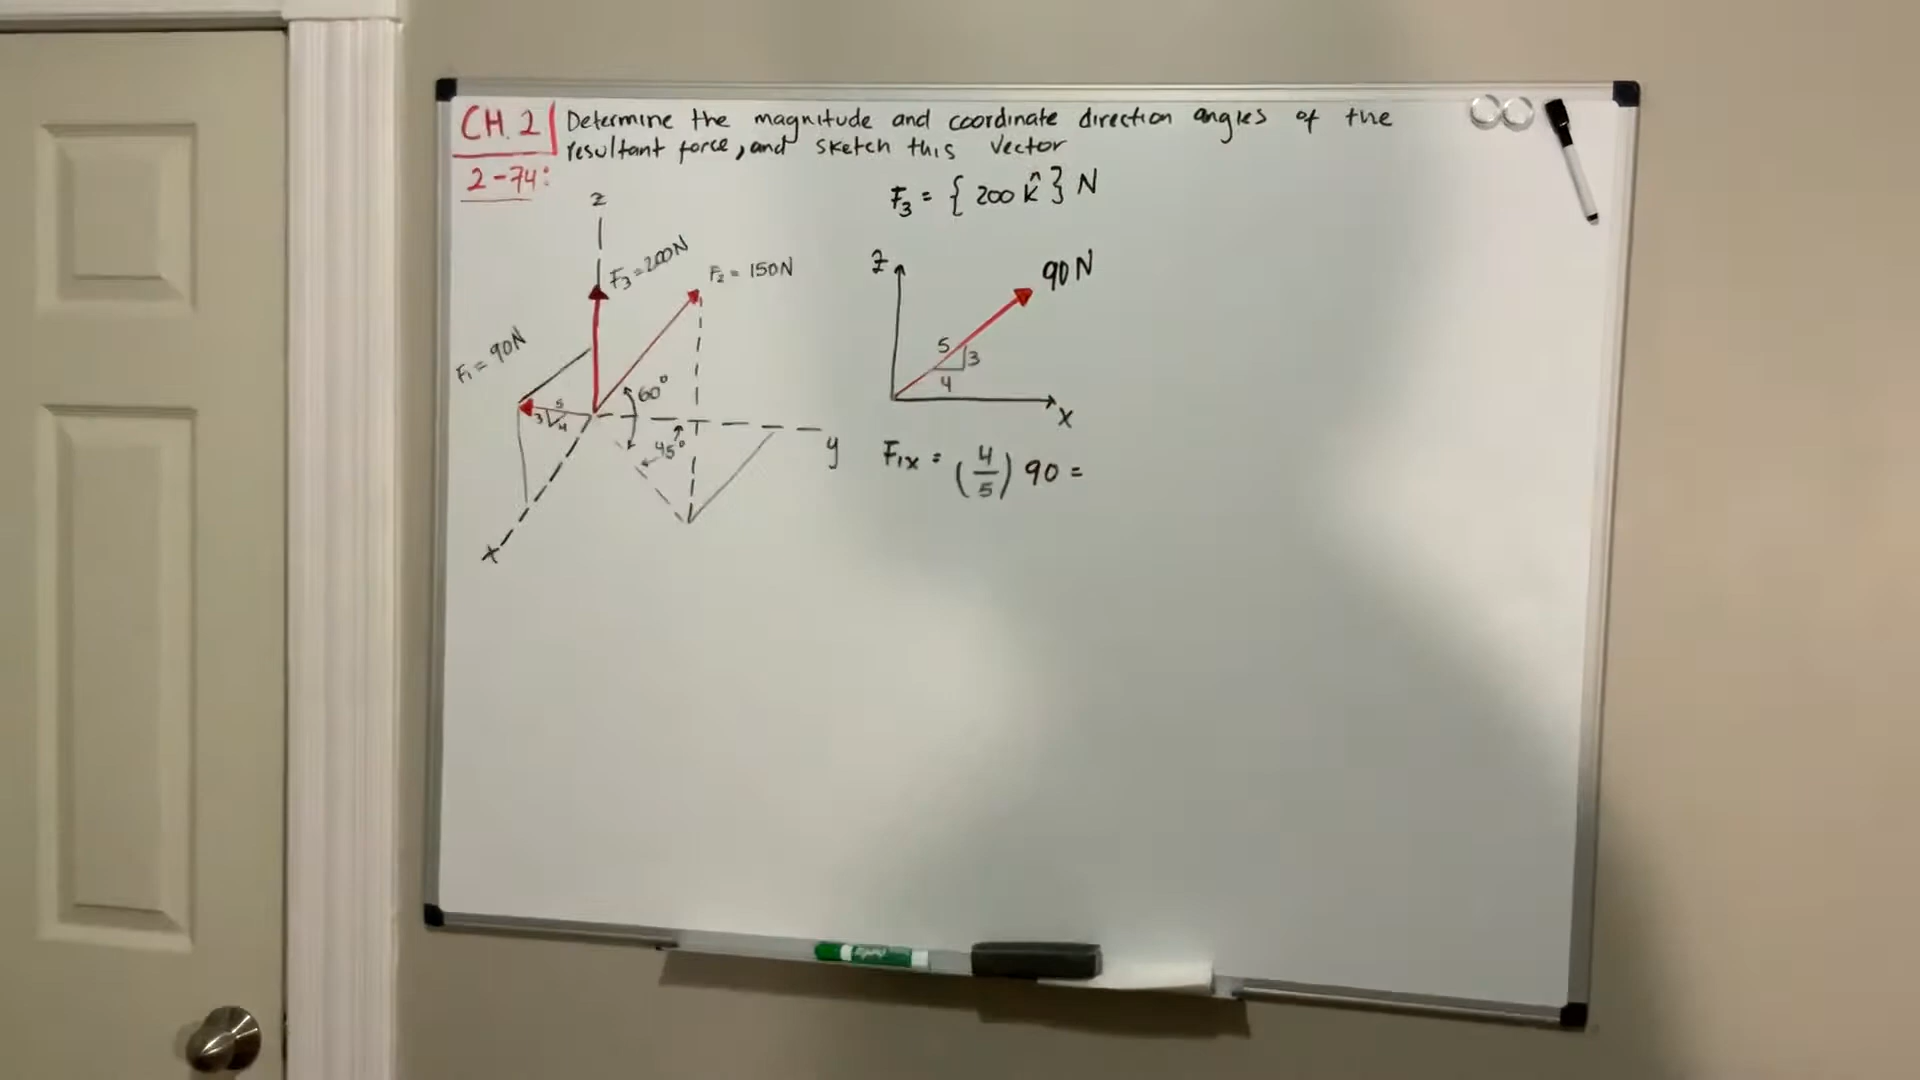 CH. 2 Determine the magnitude and coordinate direction angles of the
resultant force, and sketch this vector
2-74:
F₃ = { 200 k̂ } N
z
F₃ = 200N
F₂ = 150N
F₁ = 90N
5
3
4
60°
45°
y
x
z
90 N
5
3
4
x
F₁ₓ = (4/5) 90 =